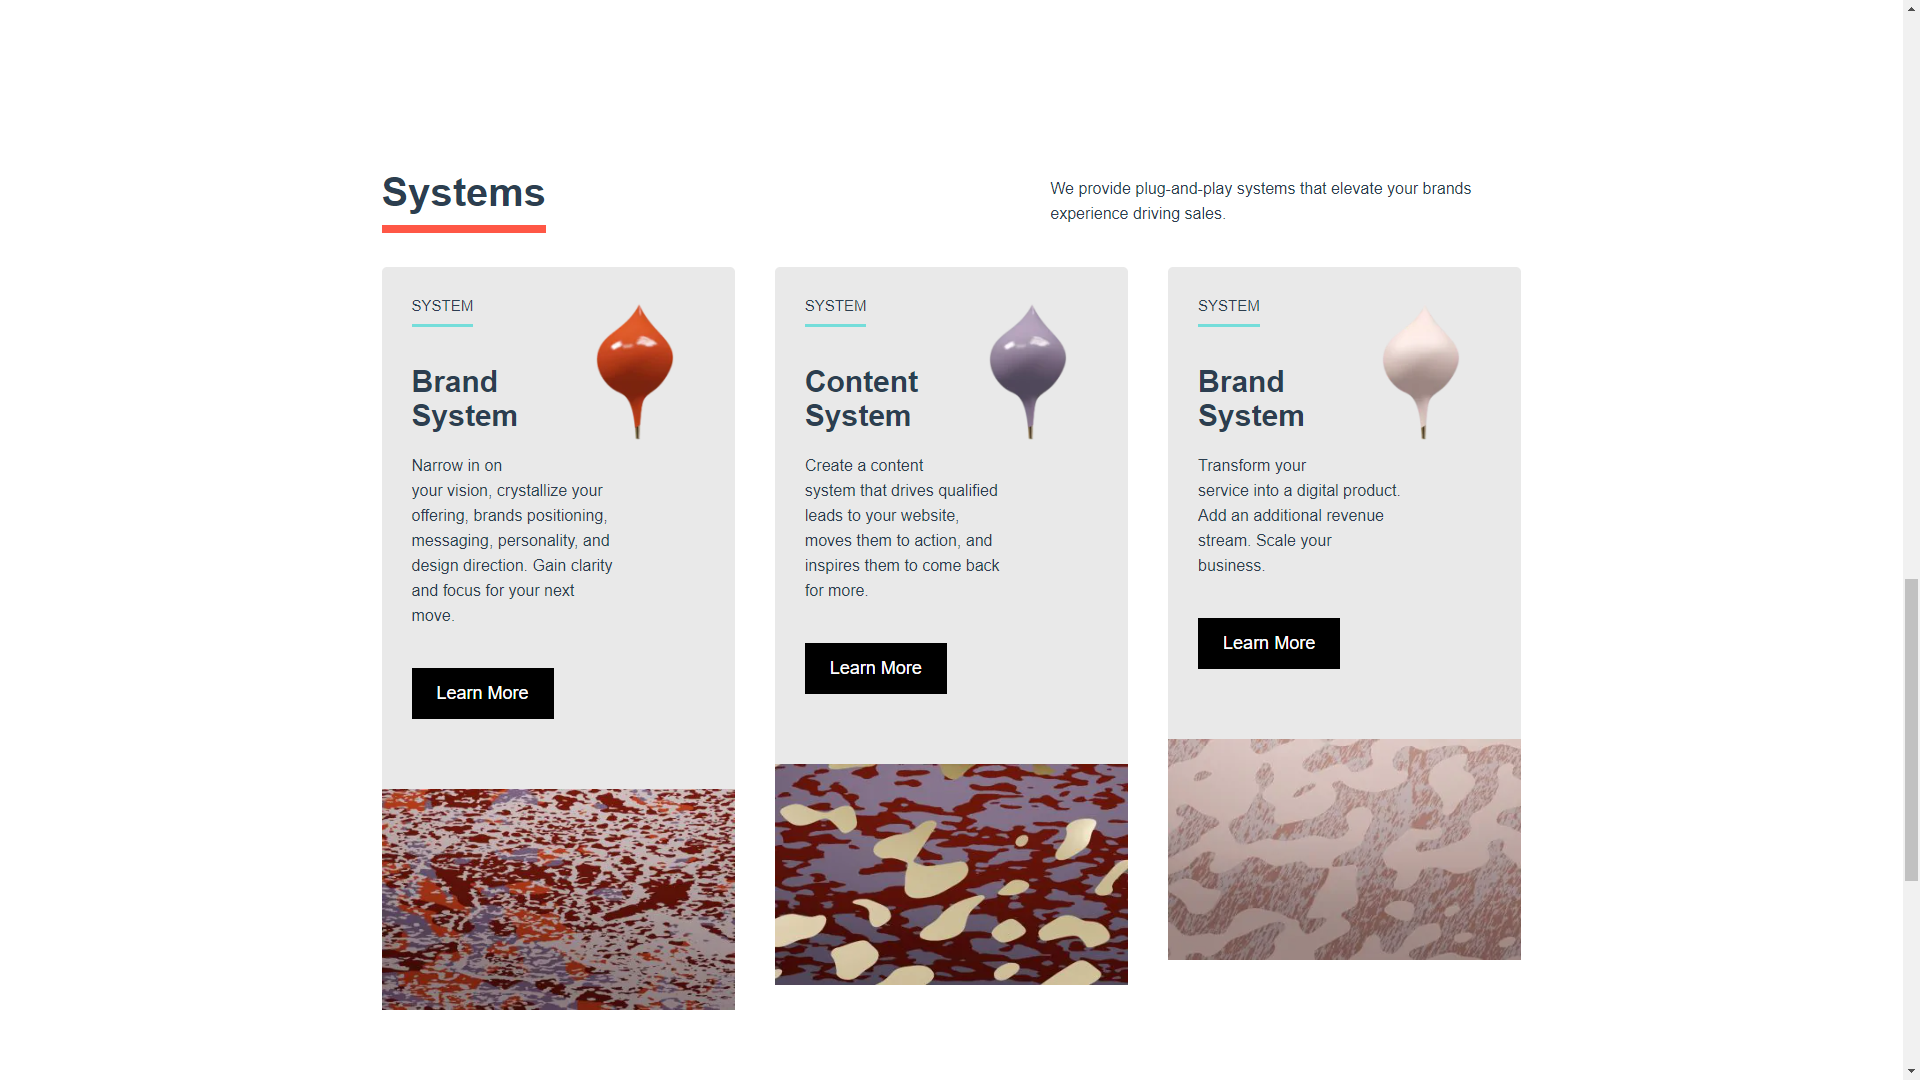 Systems
We provide plug-and-play systems that elevate your brands
experience driving sales.
SYSTEM
Brand
System
Narrow in on
your vision, crystallize your
offering, brands positioning,
messaging, personality, and
design direction. Gain clarity
and focus for your next
move.
Learn More
SYSTEM
Content
System
Create a content
system that drives qualified
leads to your website,
moves them to action, and
inspires them to come back
for more.
Learn More
SYSTEM
Brand
System
Transform your
service into a digital product.
Add an additional revenue
stream. Scale your
business.
Learn More